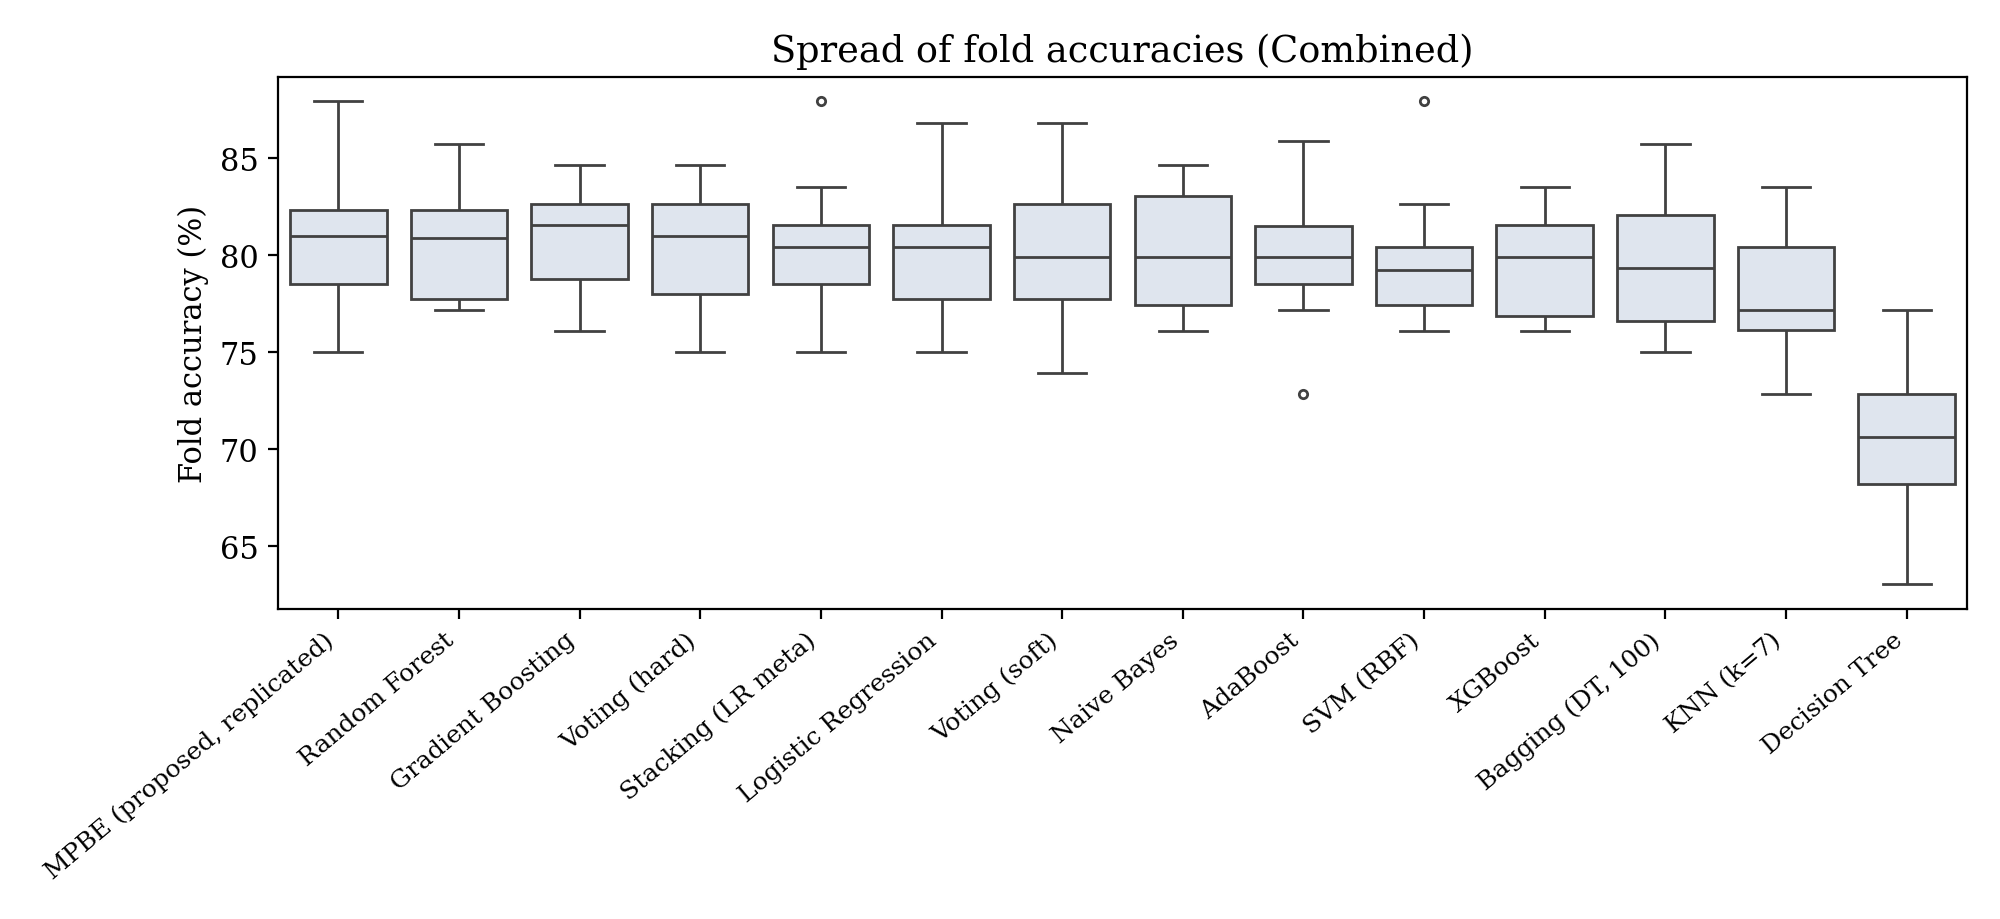 Spread of fold accuracies (Combined)
Fold accuracy (%)
85
80
75
70
65
MPBE (proposed, replicated)
Random Forest
Gradient Boosting
Voting (hard)
Stacking (LR meta)
Logistic Regression
Voting (soft)
Naive Bayes
AdaBoost
SVM (RBF)
XGBoost
Bagging (DT, 100)
KNN (k=7)
Decision Tree